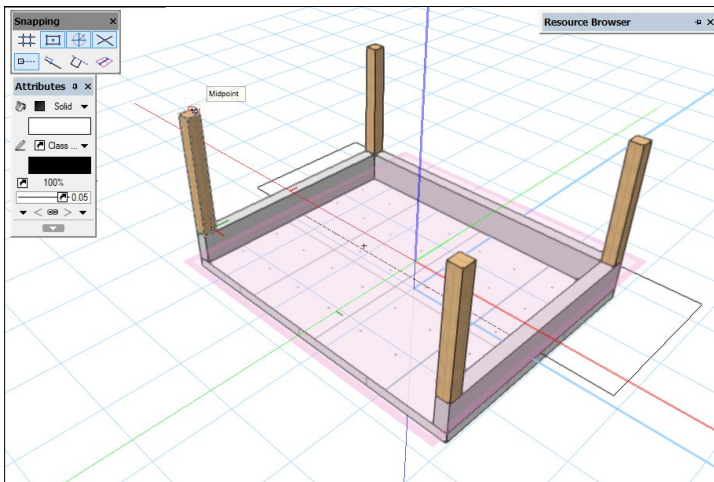 Snapping
Resource Browser
Attributes
Solid
Midpoint
Class ...
100%
0.05